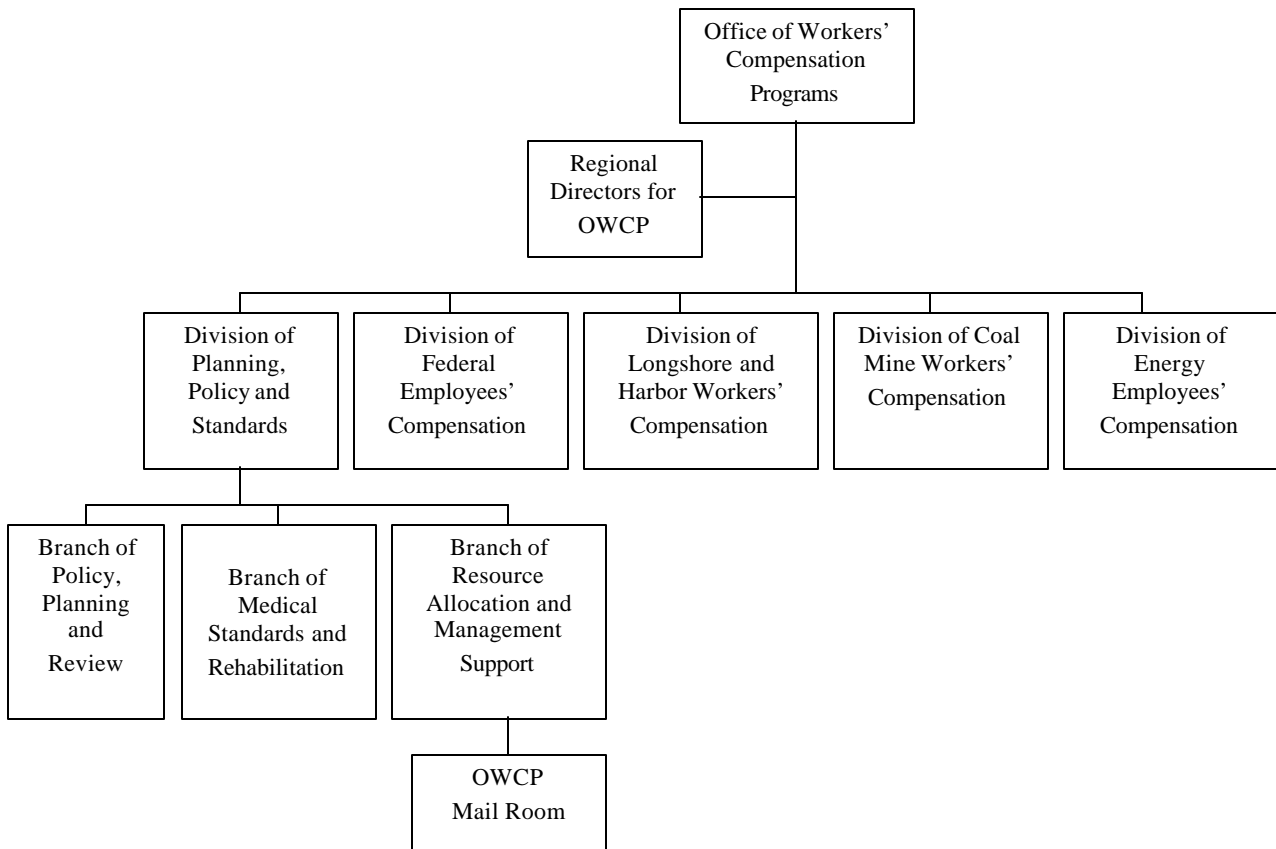 Office of Workers’
Compensation
Programs
Regional
Directors for
OWCP
Division of
Planning,
Policy and
Standards
Division of
Federal
Employees’
Compensation
Division of
Longshore and
Harbor Workers’
Compensation
Division of Coal
Mine Workers’
Compensation
Division of
Energy
Employees’
Compensation
Branch of
Policy,
Planning
and
Review
Branch of
Medical
Standards and
Rehabilitation
Branch of
Resource
Allocation and
Management
Support
OWCP
Mail Room